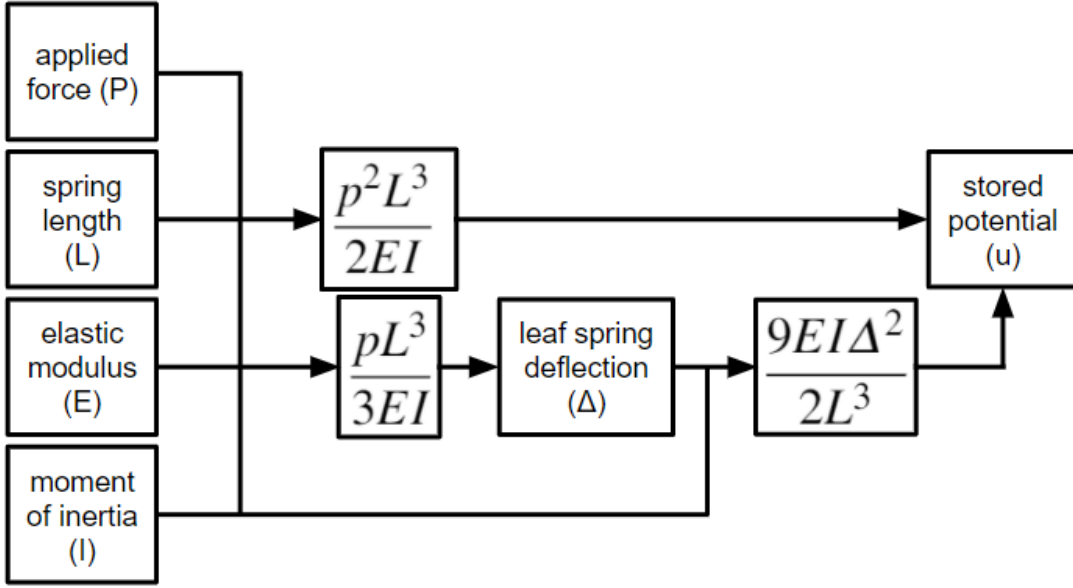 applied
force (P)
spring
length
(L)
elastic
modulus
(E)
moment
of inertia
(I)
p²L³
2EI
pL³
3EI
leaf spring
deflection
(Δ)
9EIΔ²
2L³
stored
potential
(u)